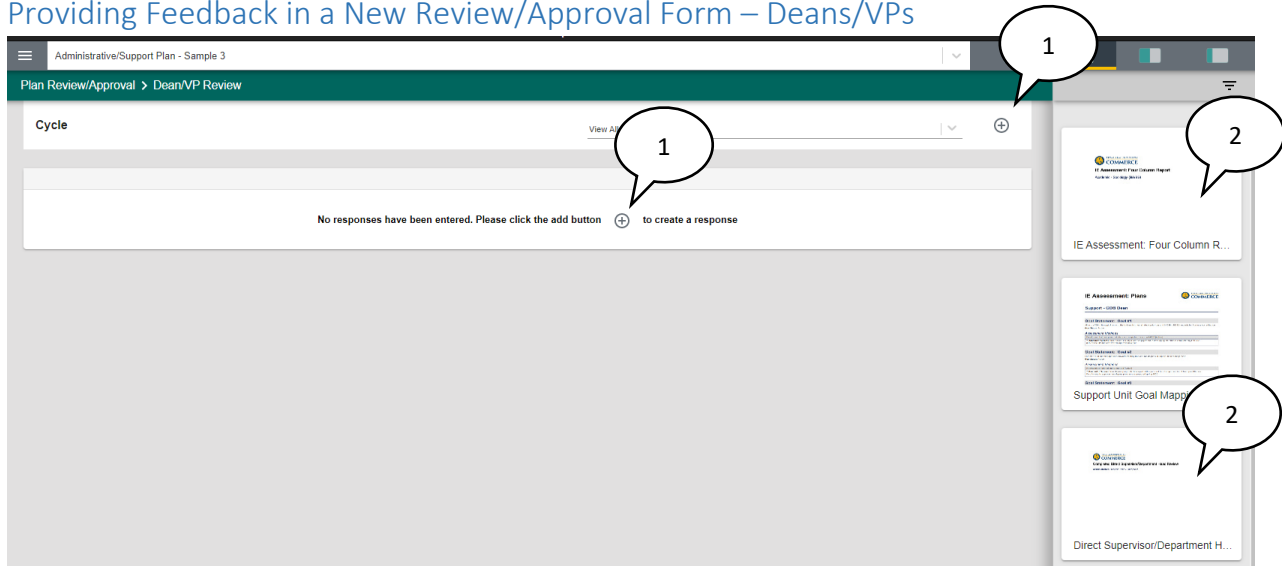 Providing Feedback in a New Review/Approval Form – Deans/VPs
1
Administrative/Support Plan - Sample 3
Plan Review/Approval > Dean/VP Review
Cycle
View All
1
2
No responses have been entered. Please click the add button to create a response
COMMERCE
IE Assessment: Four Column Report
IE Assessment: Four Column R...
IE Assessment: Plans
COMMERCE
Support Unit Goal Mappi
2
COMMERCE
Direct Supervisor/Department H...